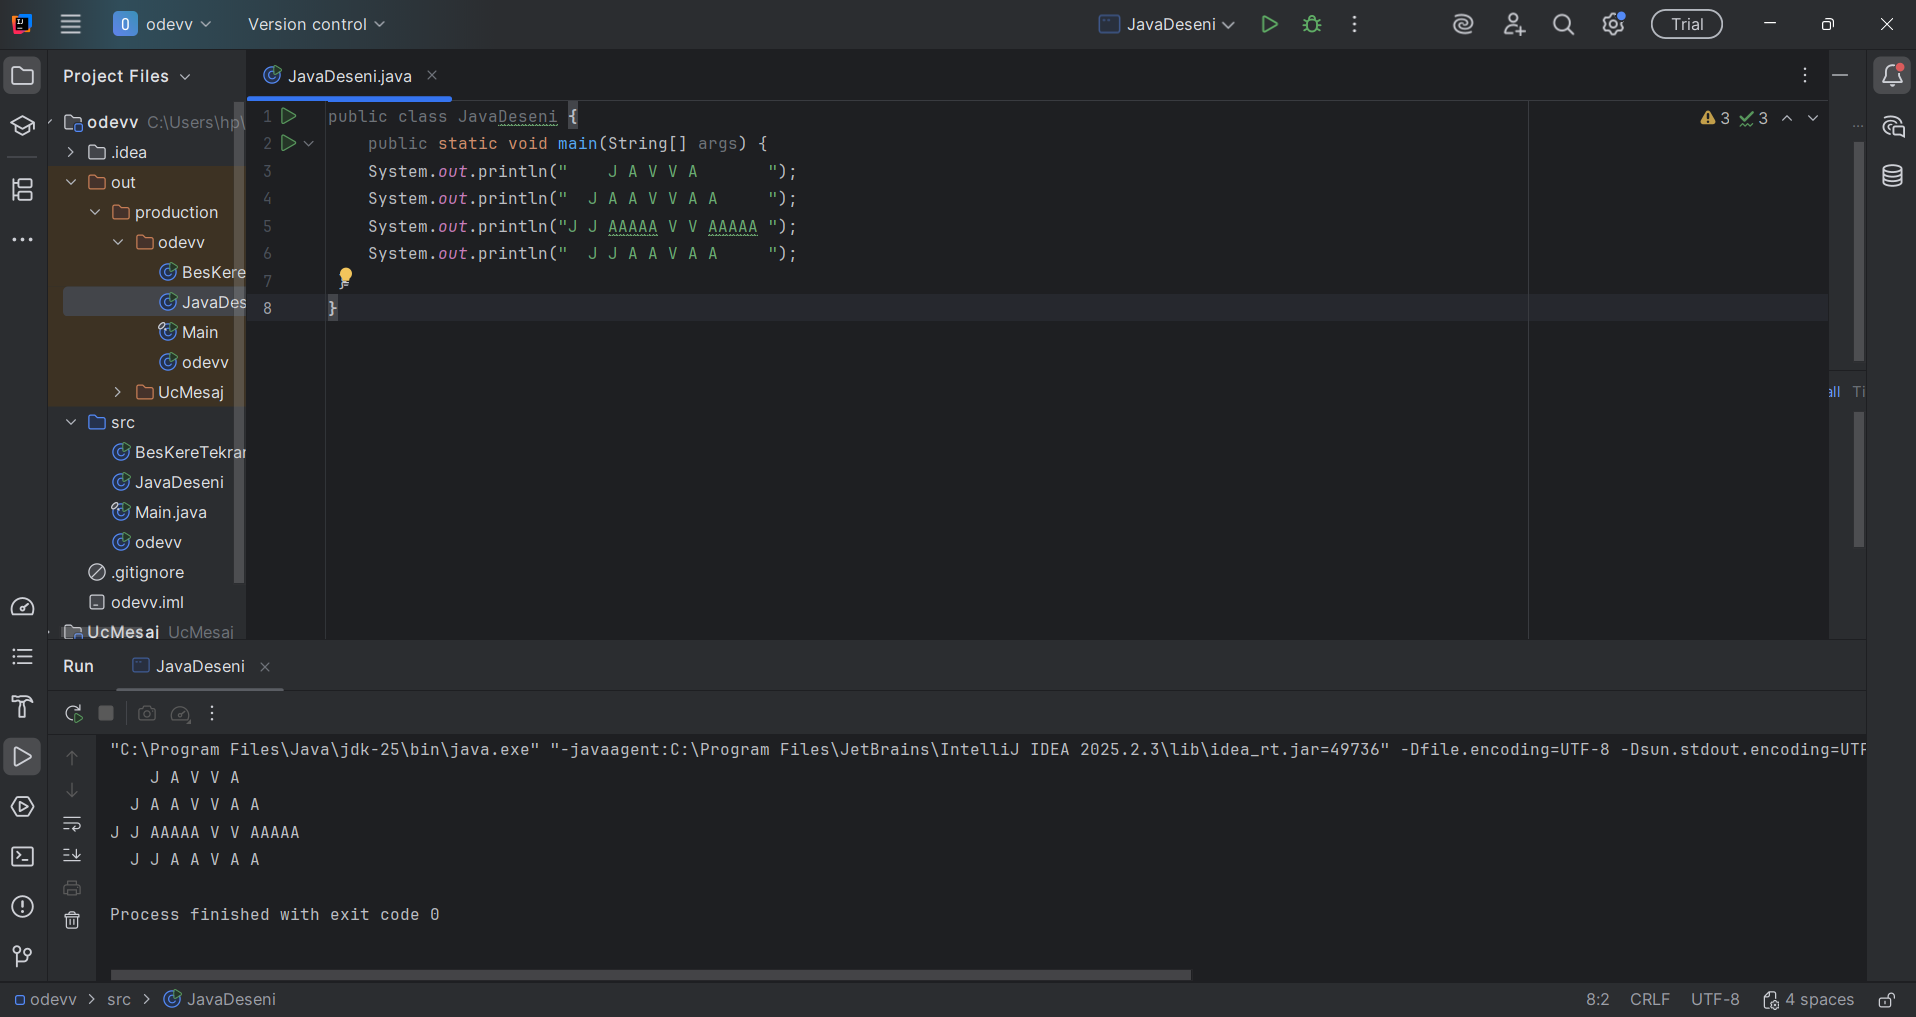 odevv
Version control
JavaDeseni
Trial
Project Files
JavaDeseni.java
odevv C:\Users\hp\
.idea
out
production
odevv
BesKere
JavaDes
Main
odevv
UcMesaj
src
BesKereTekrar
JavaDeseni
Main.java
odevv
.gitignore
odevv.iml
UcMesaj UcMesaj
1 public class JavaDeseni {
2     public static void main(String[] args) {
3     System.out.println("    J A V V A       ");
4     System.out.println("  J A A V V A A     ");
5     System.out.println("J J AAAAA V V AAAAA ");
6     System.out.println("  J J A A V A A     ");
7  }
8 }
3 3
all Ti
Run JavaDeseni
"C:\Program Files\Java\jdk-25\bin\java.exe" "-javaagent:C:\Program Files\JetBrains\IntelliJ IDEA 2025.2.3\lib\idea_rt.jar=49736" -Dfile.encoding=UTF-8 -Dsun.stdout.encoding=UTF
    J A V V A
  J A A V V A A
J J AAAAA V V AAAAA
  J J A A V A A
Process finished with exit code 0
odevv > src > JavaDeseni
8:2 CRLF UTF-8 4 spaces